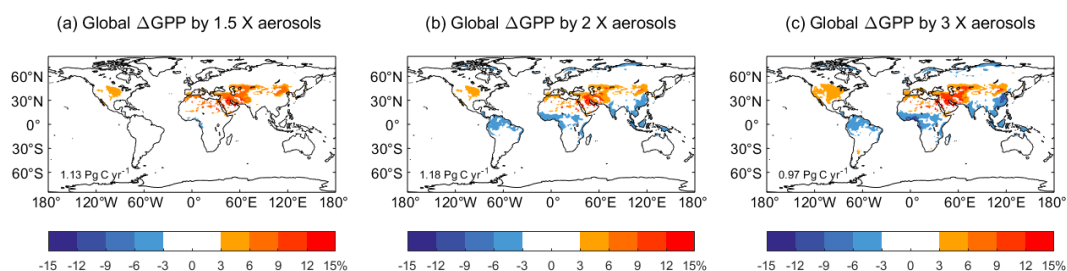 (a) Global ΔGPP by 1.5 X aerosols
(b) Global ΔGPP by 2 X aerosols
(c) Global ΔGPP by 3 X aerosols
60°N
30°N
0°
30°S
60°S
1.13 Pg C yr⁻¹
180°W 120°W 60°W 0° 60°E 120°E 180°E
60°N
30°N
0°
30°S
60°S
1.18 Pg C yr⁻¹
180°W 120°W 60°W 0° 60°E 120°E 180°E
60°N
30°N
0°
30°S
60°S
0.97 Pg C yr⁻¹
180°W 120°W 60°W 0° 60°E 120°E 180°E
-15 -12 -9 -6 -3 0 3 6 9 12 15%
-15 -12 -9 -6 -3 0 3 6 9 12 15%
-15 -12 -9 -6 -3 0 3 6 9 12 15%